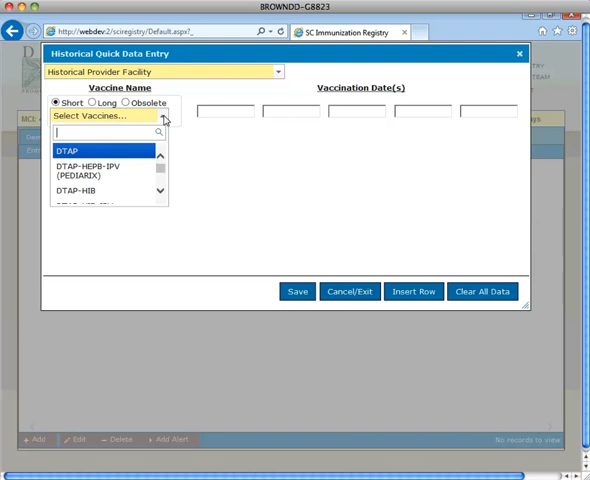 BROWNDD-G8823
http://webdev:2/sciregistry/Default.aspx?_
SC Immunization Registry
Historical Quick Data Entry
Historical Provider Facility
Vaccine Name
Vaccination Date(s)
Short Long Obsolete
Select Vaccines...
DTAP
DTAP-HEPB-IPV
(PEDIARIX)
DTAP-HIB
Save Cancel/Exit Insert Row Clear All Data
Add Edit Delete Add Alert
No records to view